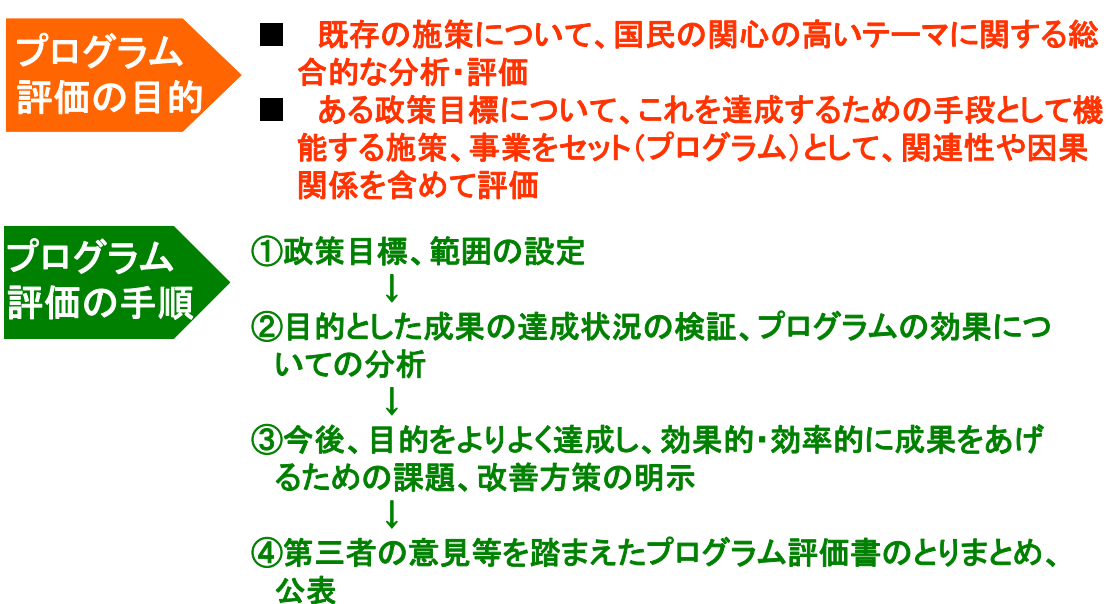 プログラム
評価の目的
■ 既存の施策について、国民の関心の高いテーマに関する総
合的な分析・評価
■ ある政策目標について、これを達成するための手段として機
能する施策、事業をセット（プログラム）として、関連性や因果
関係を含めて評価
プログラム
評価の手順
①政策目標、範囲の設定
↓
②目的とした成果の達成状況の検証、プログラムの効果につ
いての分析
↓
③今後、目的をよりよく達成し、効果的・効率的に成果をあげ
るための課題、改善方策の明示
↓
④第三者の意見等を踏まえたプログラム評価書のとりまとめ、
公表